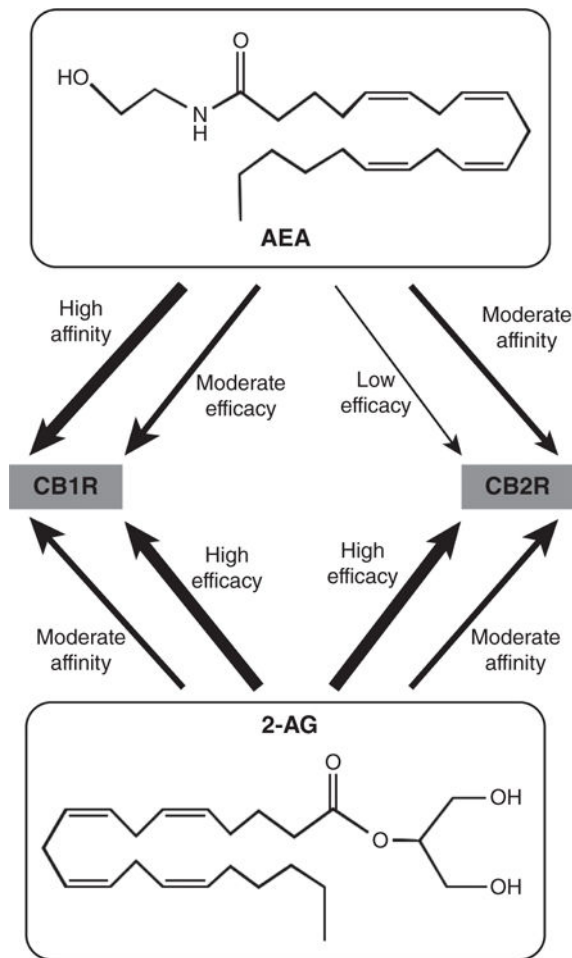 O
HO
N
H
AEA
High
affinity
Moderate
efficacy
Low
efficacy
Moderate
affinity
CB1R
CB2R
High
efficacy
High
efficacy
Moderate
affinity
Moderate
affinity
2-AG
O
OH
O
OH